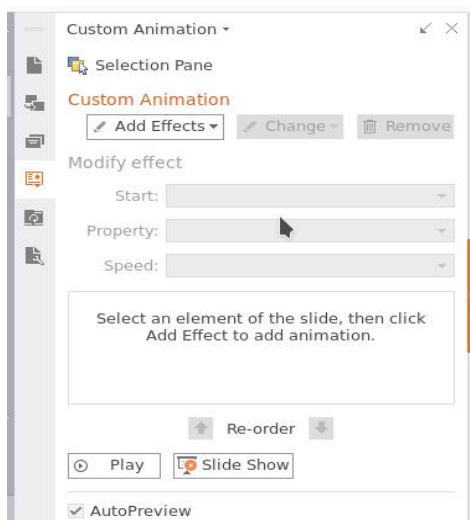 Custom Animation
Selection Pane
Custom Animation
Add Effects Change Remove
Modify effect
Start:
Property:
Speed:
Select an element of the slide, then click
Add Effect to add animation.
Re-order
Play Slide Show
AutoPreview